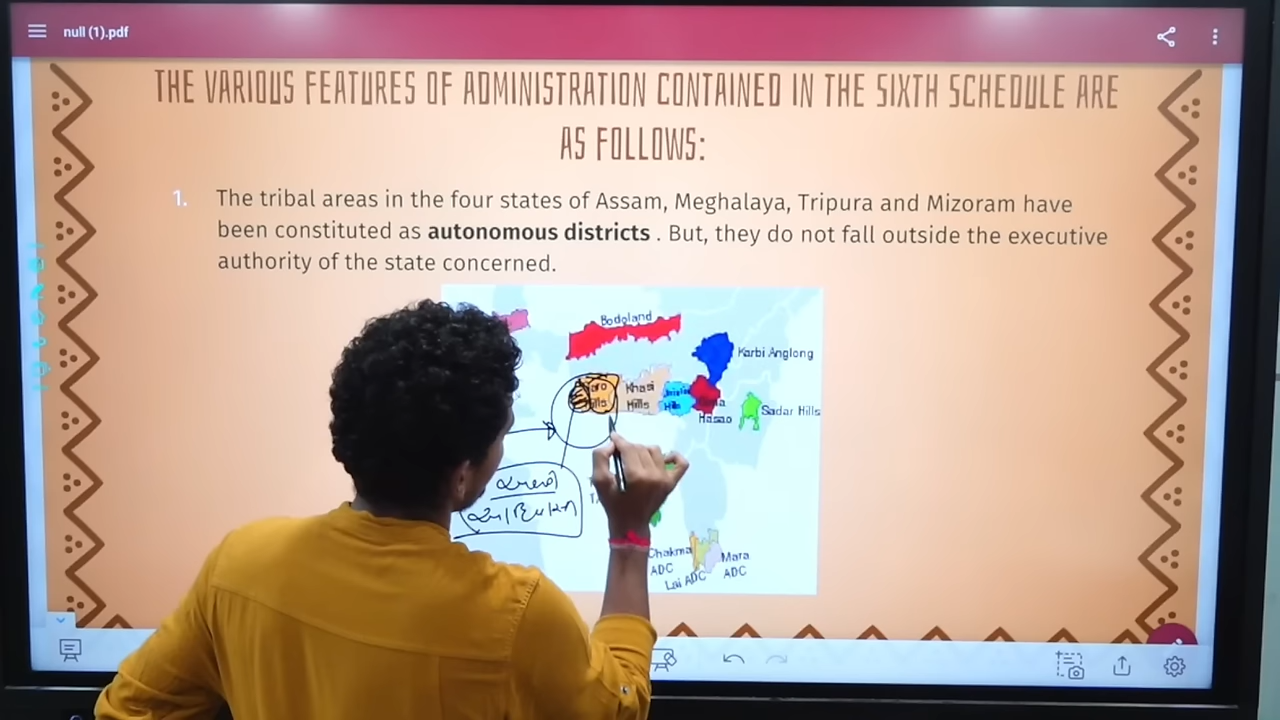 null (1).pdf
THE VARIOUS FEATURES OF ADMINISTRATION CONTAINED IN THE SIXTH SCHEDULE ARE
AS FOLLOWS:
1. The tribal areas in the four states of Assam, Meghalaya, Tripura and Mizoram have
been constituted as autonomous districts . But, they do not fall outside the executive
authority of the state concerned.
Bodoland
Karbi Anglong
Khasi
Hills
Hills
Sadar Hills
Hasao
Chakma
ADC
Lai ADC
Mara
ADC